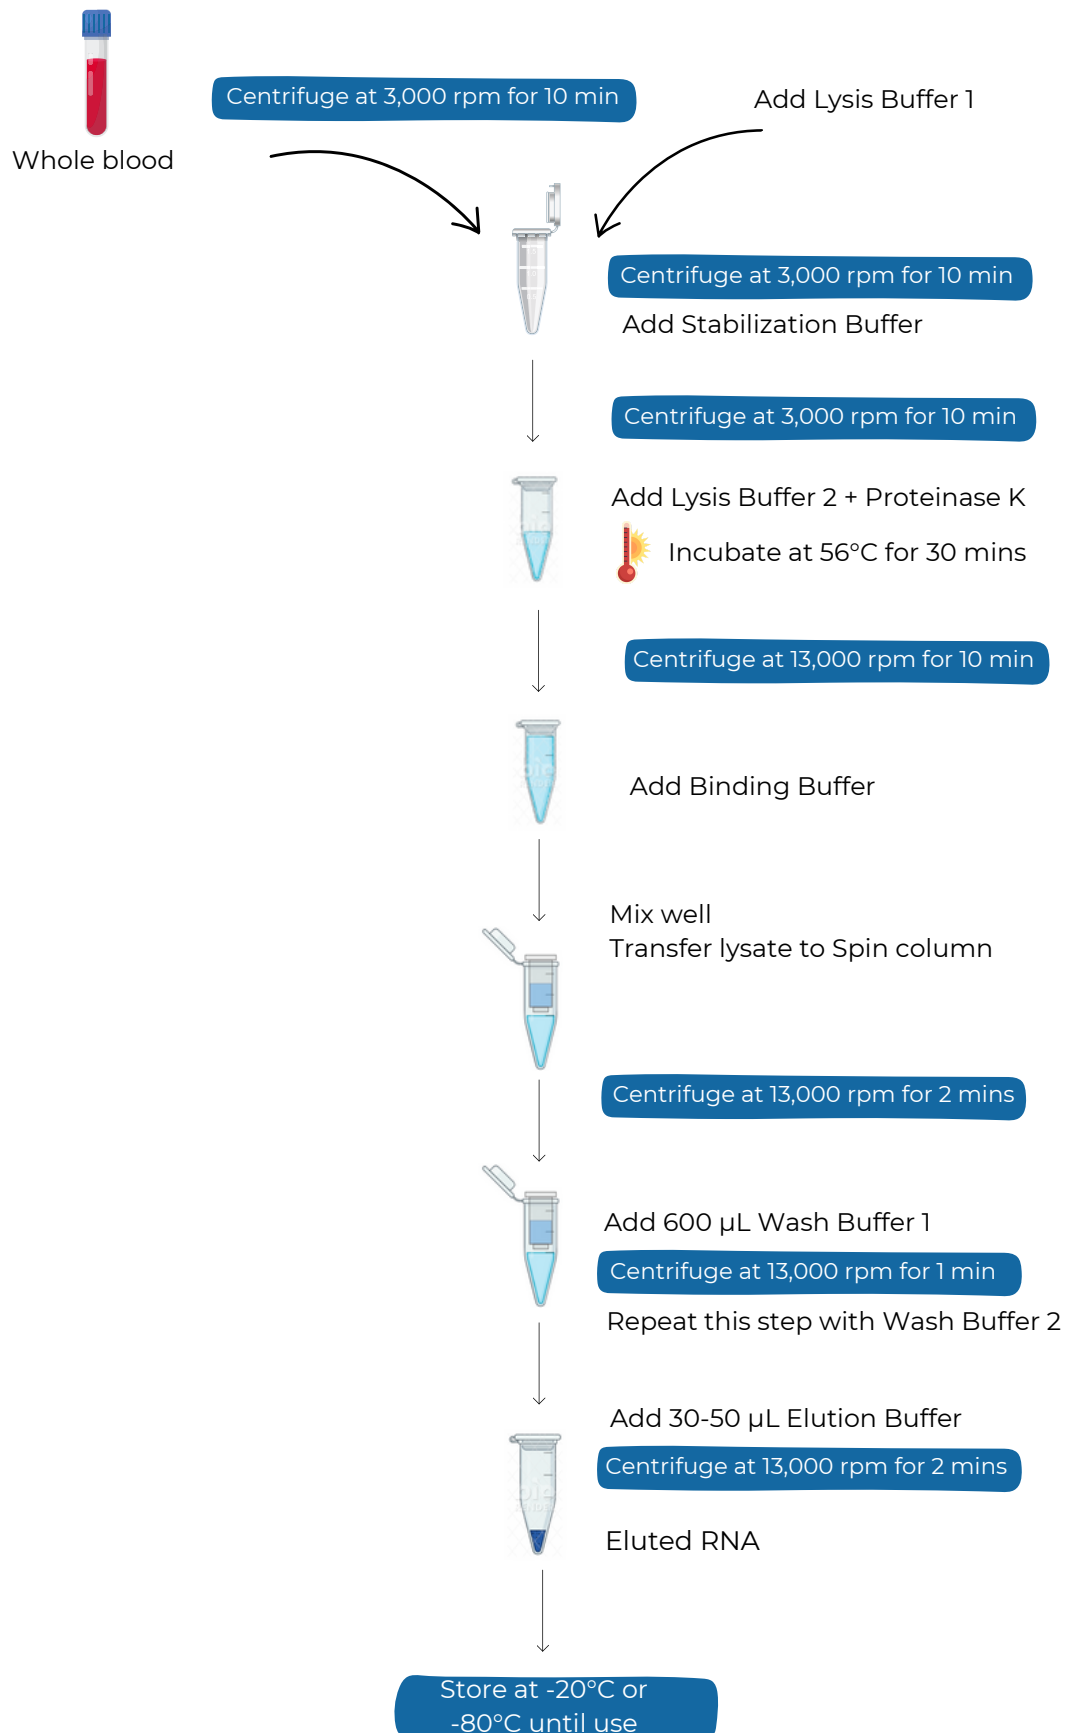 Whole blood
Centrifuge at 3,000 rpm for 10 min
Add Lysis Buffer 1
Centrifuge at 3,000 rpm for 10 min
Add Stabilization Buffer
Centrifuge at 3,000 rpm for 10 min
Add Lysis Buffer 2 + Proteinase K
Incubate at 56°C for 30 mins
Centrifuge at 13,000 rpm for 10 min
Add Binding Buffer
Mix well
Transfer lysate to Spin column
Centrifuge at 13,000 rpm for 2 mins
Add 600 µL Wash Buffer 1
Centrifuge at 13,000 rpm for 1 min
Repeat this step with Wash Buffer 2
Add 30-50 µL Elution Buffer
Centrifuge at 13,000 rpm for 2 mins
Eluted RNA
Store at -20°C or
-80°C until use